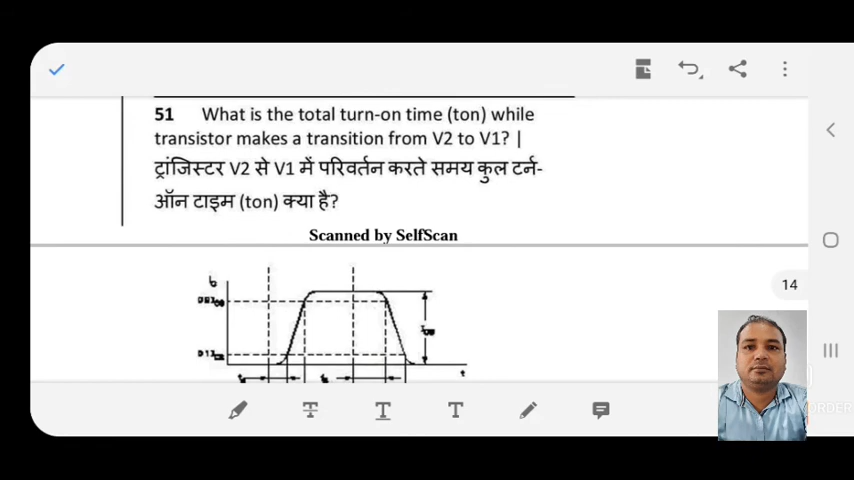 51 What is the total turn-on time (ton) while
transistor makes a transition from V2 to V1? |
ट्रांजिस्टर V2 से V1 में परिवर्तन करते समय कुल टर्न-
ऑन टाइम (ton) क्या है?
Scanned by SelfScan
14
t